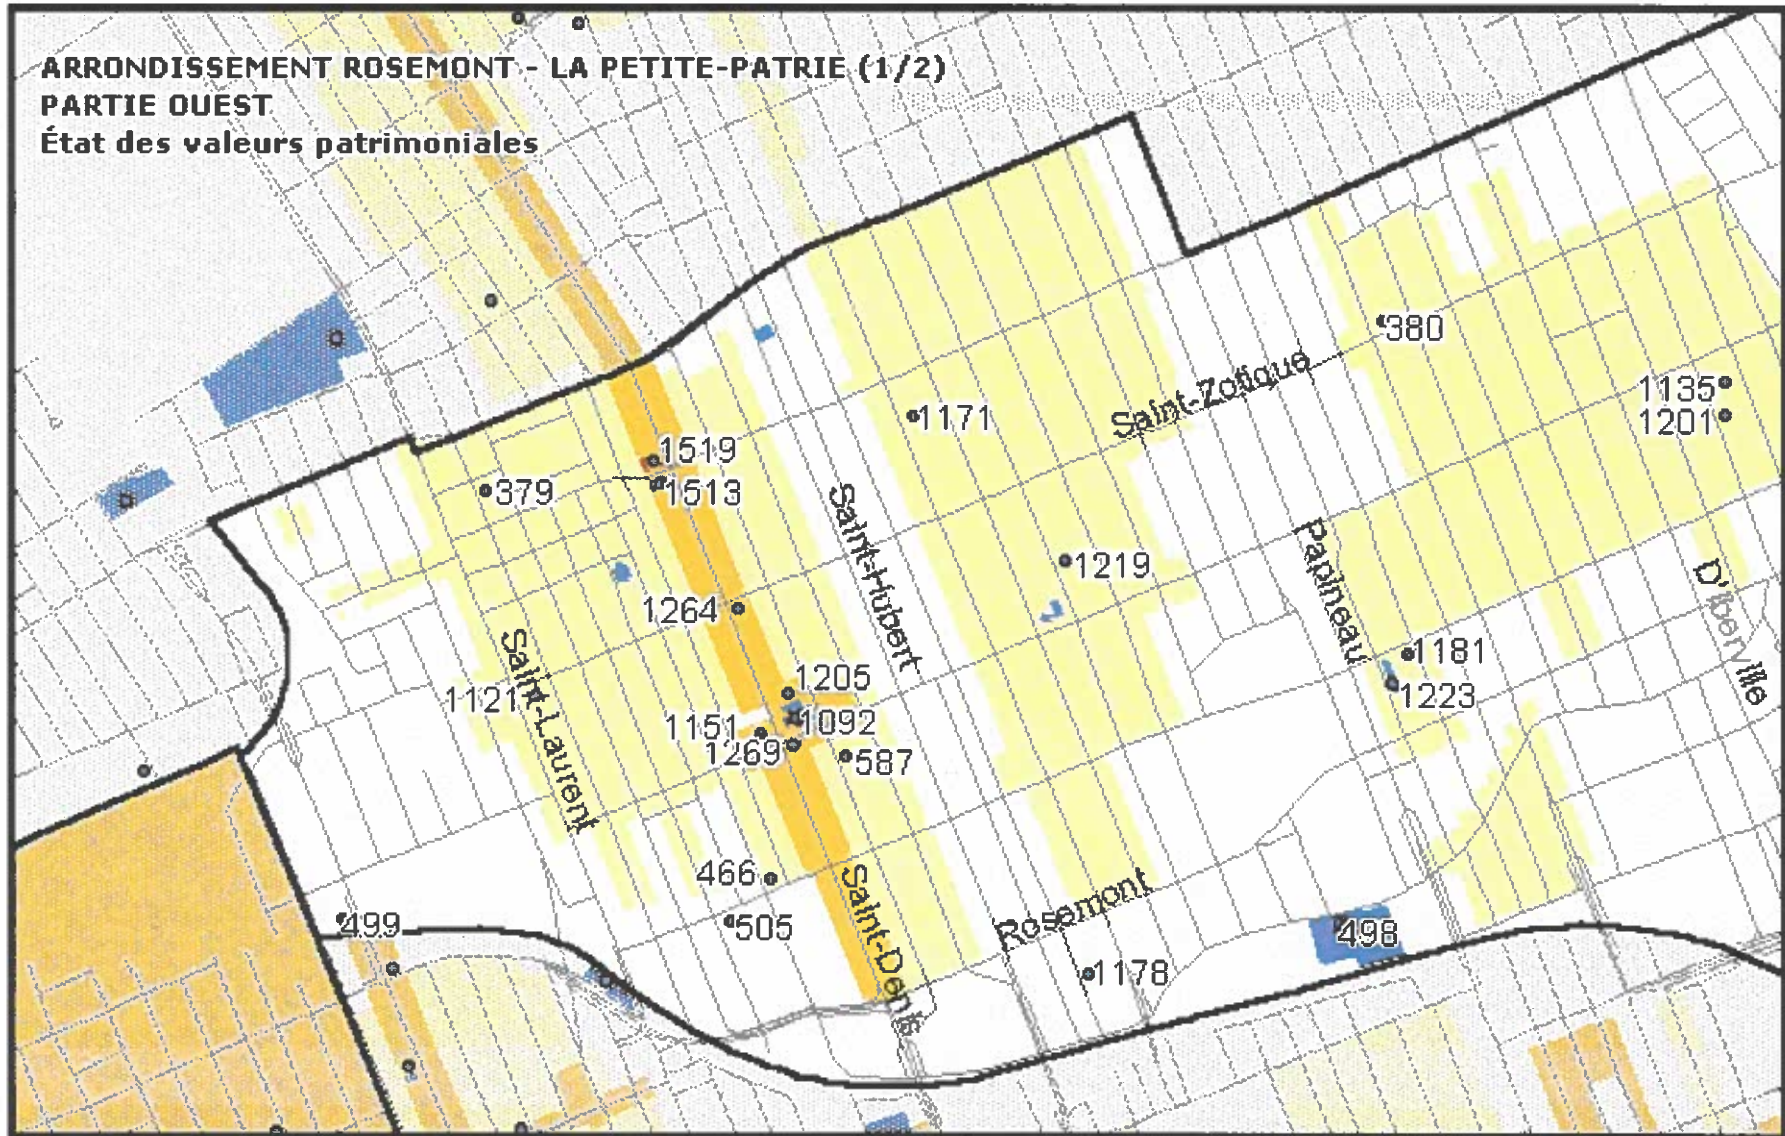 ARRONDISSEMENT ROSEMONT - LA PETITE-PATRIE (1/2)
PARTIE OUEST
État des valeurs patrimoniales
380
Saint-Zotique
1135
1201
1171
1519
379
1513
Saint-Hubert
Papineau
D'Iberville
1219
1264
Saint-Laurent
1121
1205
1181
1223
1151
1092
1269
587
466
Saint-Denis
Rosemont
499
505
498
1178